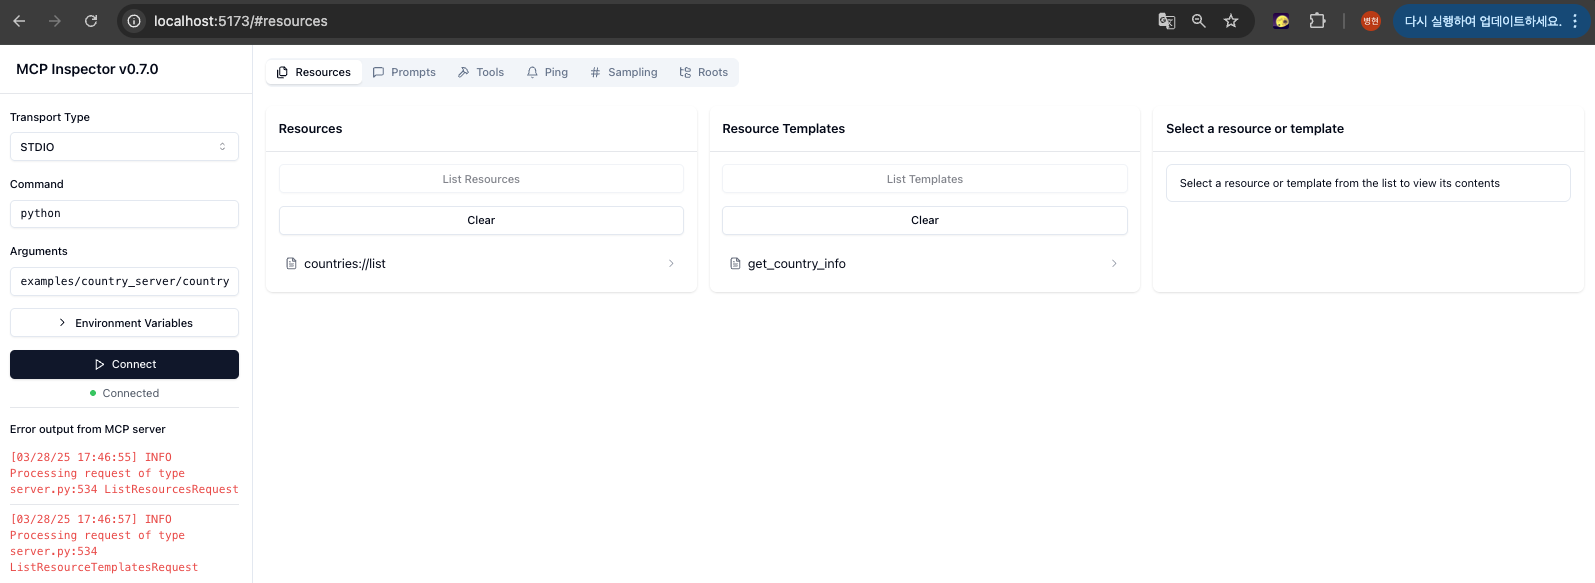 localhost:5173/#resources
병현
다시 실행하여 업데이트하세요.
MCP Inspector v0.7.0
Transport Type
STDIO
Command
python
Arguments
examples/country_server/country
Environment Variables
Connect
Connected
Error output from MCP server
[03/28/25 17:46:55] INFO
Processing request of type
server.py:534 ListResourcesRequest
[03/28/25 17:46:57] INFO
Processing request of type
server.py:534
ListResourceTemplatesRequest
Resources Prompts Tools Ping Sampling Roots
Resources
List Resources
Clear
countries://list
Resource Templates
List Templates
Clear
get_country_info
Select a resource or template
Select a resource or template from the list to view its contents